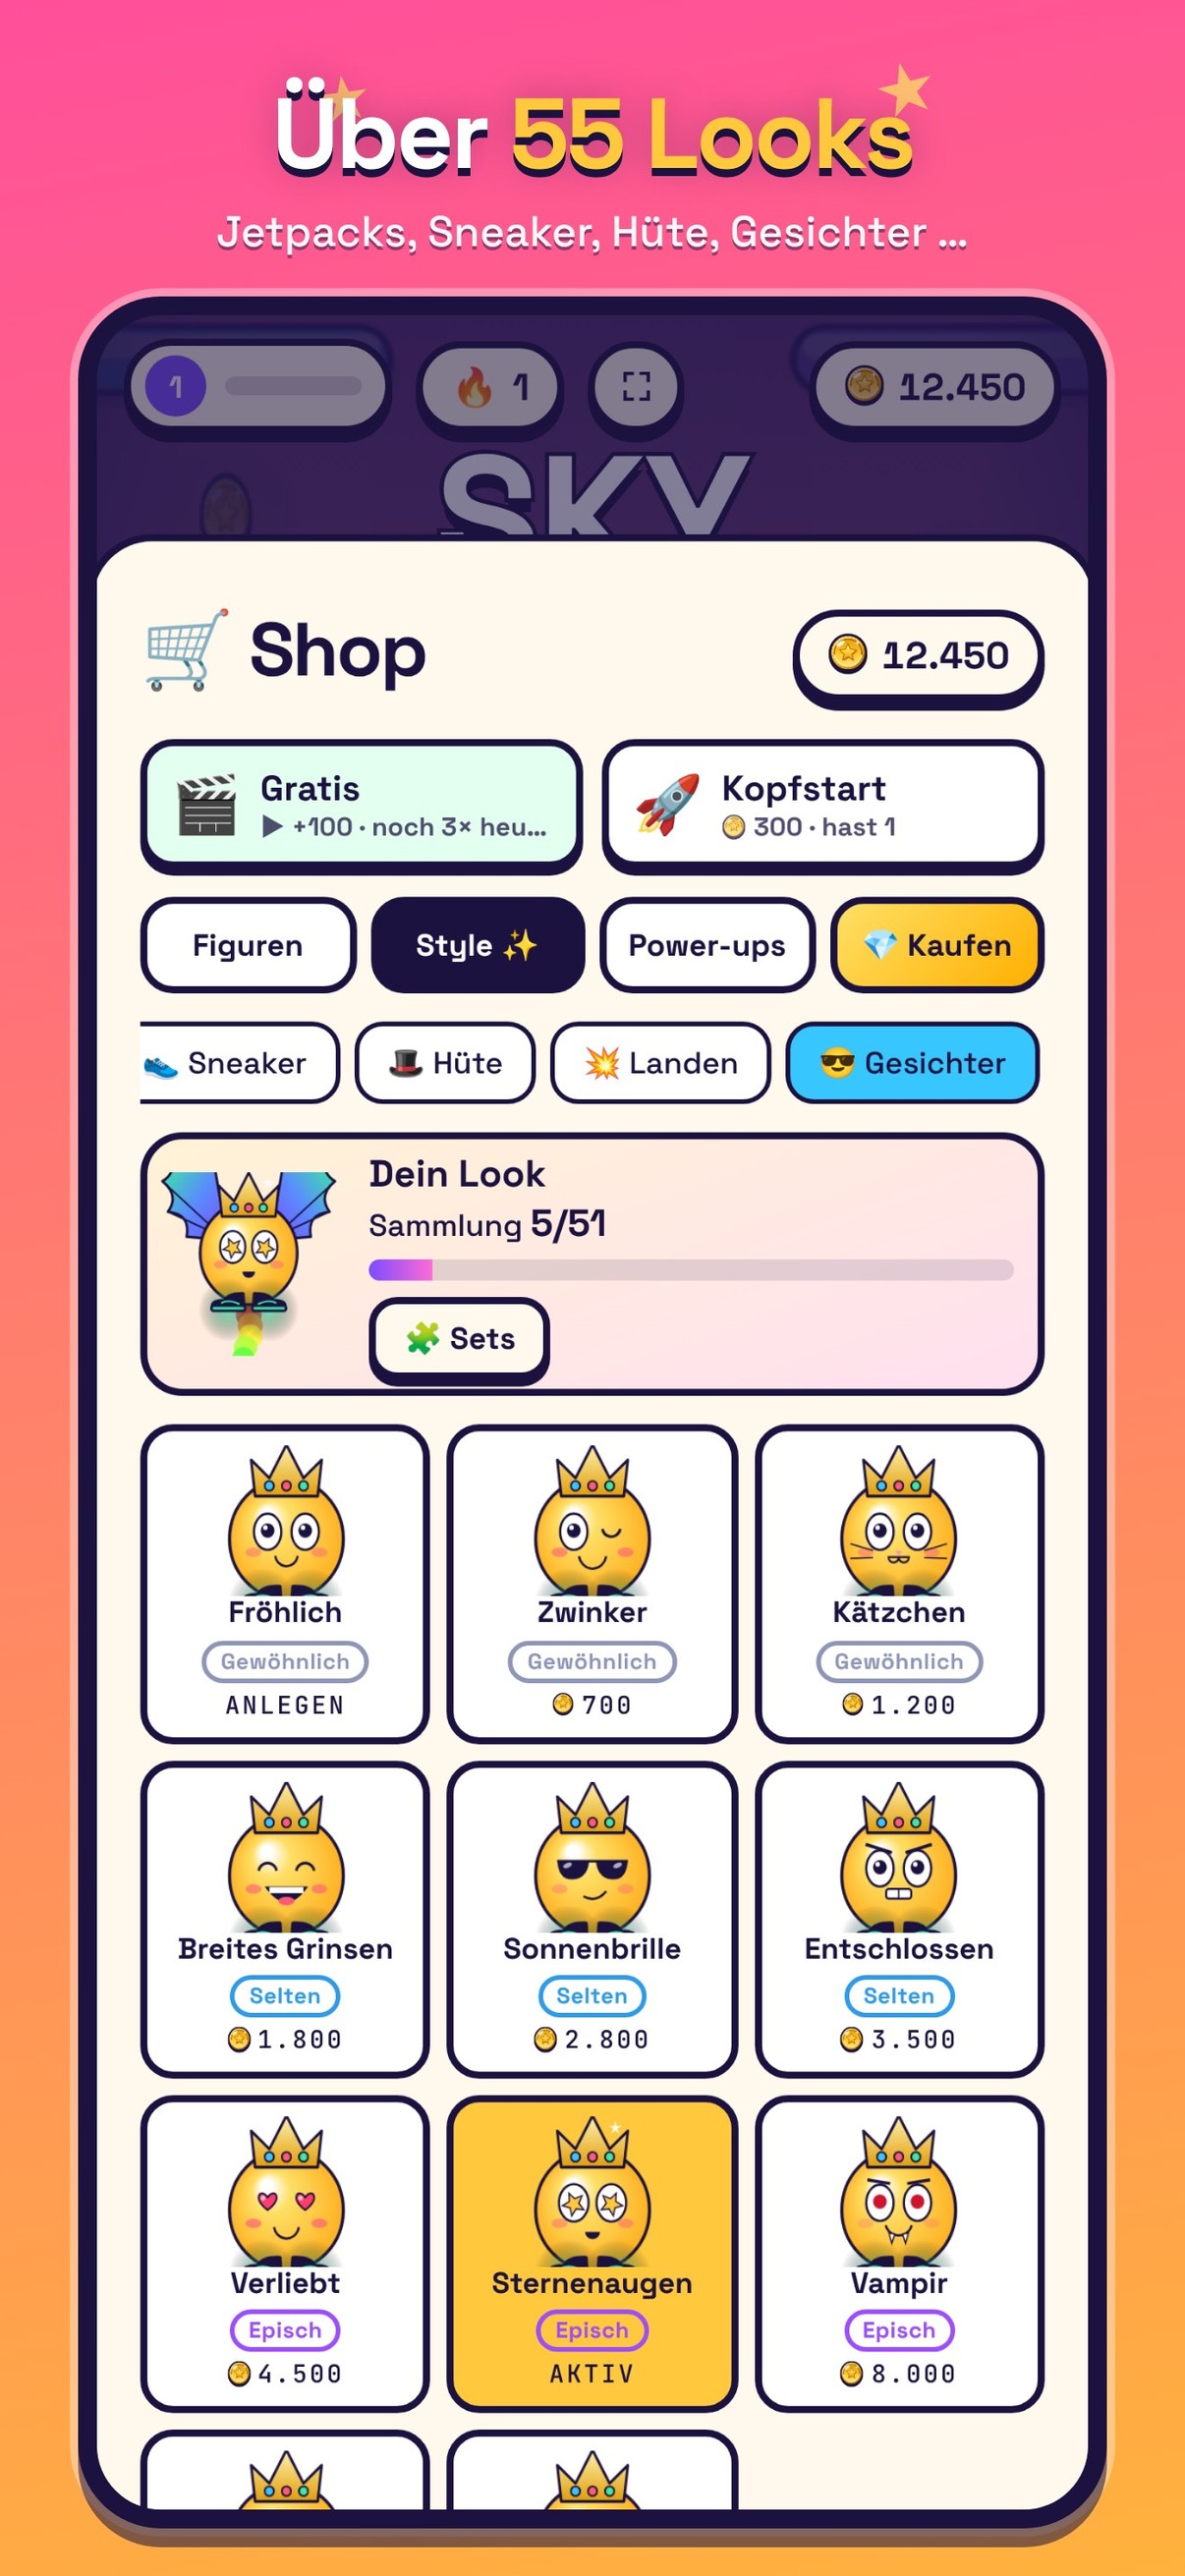 Über 55 Looks
Jetpacks, Sneaker, Hüte, Gesichter ...
1
1
12.450
SKY
Shop
12.450
Gratis
+100 · noch 3× heu...
Kopfstart
300 · hast 1
Figuren
Style
Power-ups
Kaufen
Sneaker
Hüte
Landen
Gesichter
Dein Look
Sammlung 5/51
Sets
Fröhlich
Gewöhnlich
ANLEGEN
Zwinker
Gewöhnlich
700
Kätzchen
Gewöhnlich
1.200
Breites Grinsen
Selten
1.800
Sonnenbrille
Selten
2.800
Entschlossen
Selten
3.500
Verliebt
Episch
4.500
Sternenaugen
Episch
AKTIV
Vampir
Episch
8.000